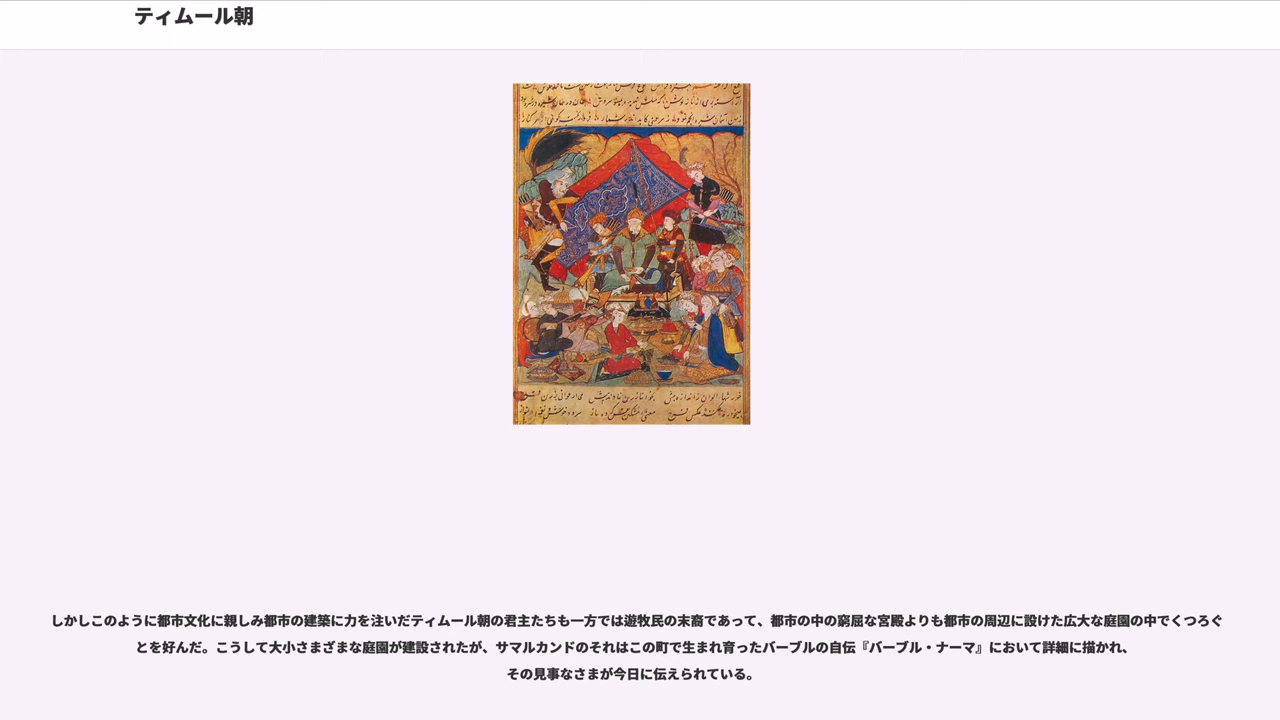 ティムール朝
しかしこのように都市文化に親しみ都市の建築に力を注いだティムール朝の君主たちも一方では遊牧民の末裔であって、都市の中の窮屈な宮殿よりも都市の周辺に設けた広大な庭園の中でくつろぐ
とを好んだ。こうして大小さまざまな庭園が建設されたが、サマルカンドのそれはこの町で生まれ育ったバーブルの自伝『バーブル・ナーマ』において詳細に描かれ、
その見事なさまが今日に伝えられている。